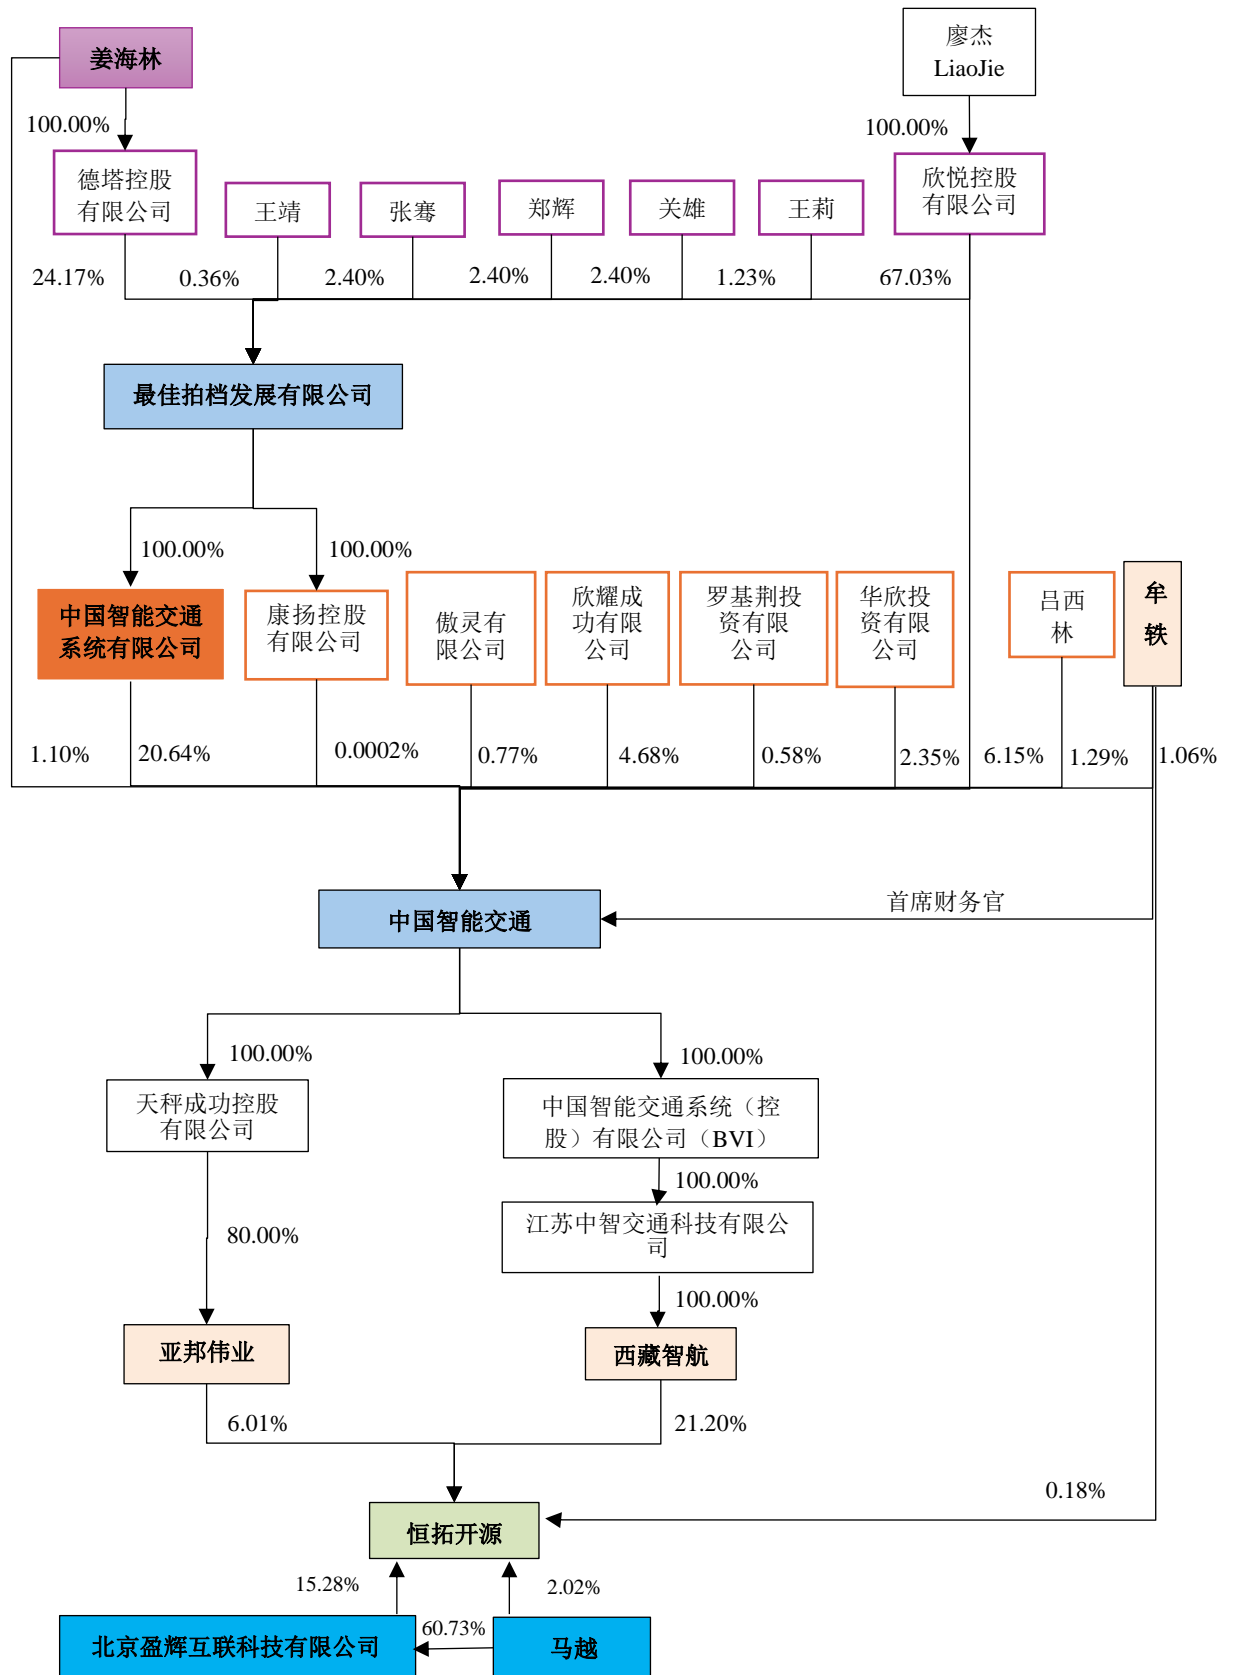 姜海林
廖杰
LiaoJie
100.00%
100.00%
德塔控股
有限公司
王靖
张骞
郑辉
关雄
王莉
欣悦控股
有限公司
24.17%
0.36%
2.40%
2.40%
2.40%
1.23%
67.03%
最佳拍档发展有限公司
100.00%
100.00%
中国智能交通
系统有限公司
康扬控股
有限公司
傲灵有
限公司
欣耀成
功有限
公司
罗基荆投
资有限
公司
华欣投
资有限
公司
吕西
林
牟
轶
1.10%
20.64%
0.0002%
0.77%
4.68%
0.58%
2.35%
6.15%
1.29%
1.06%
中国智能交通
首席财务官
100.00%
100.00%
天秤成功控股
有限公司
中国智能交通系统（控
股）有限公司（BVI）
100.00%
江苏中智交通科技有限公
司
80.00%
100.00%
亚邦伟业
西藏智航
6.01%
21.20%
0.18%
恒拓开源
15.28%
2.02%
北京盈辉互联科技有限公司
60.73%
马越